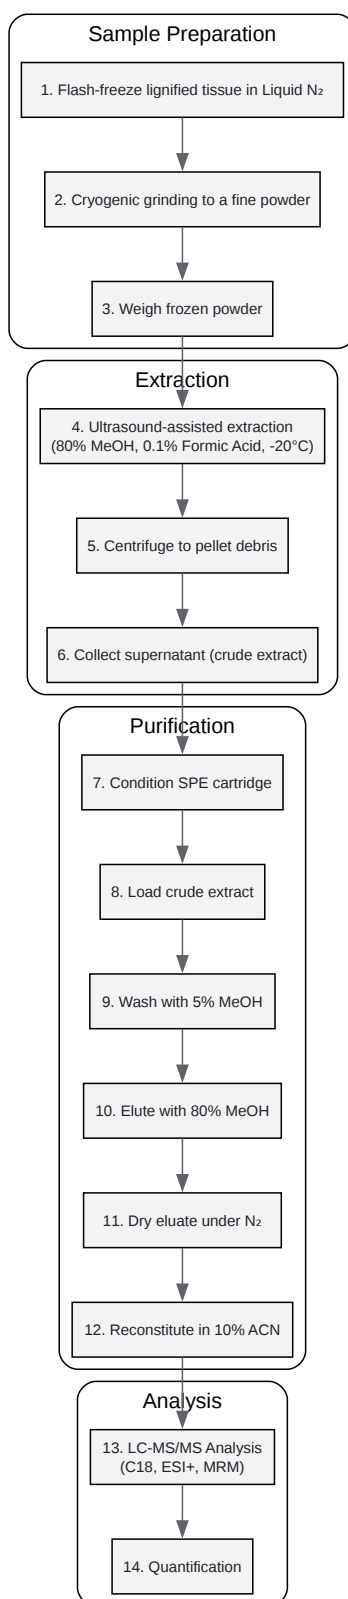 Sample Preparation
1. Flash-freeze lignified tissue in Liquid N₂
2. Cryogenic grinding to a fine powder
3. Weigh frozen powder
Extraction
4. Ultrasound-assisted extraction
(80% MeOH, 0.1% Formic Acid, -20°C)
5. Centrifuge to pellet debris
6. Collect supernatant (crude extract)
Purification
7. Condition SPE cartridge
8. Load crude extract
9. Wash with 5% MeOH
10. Elute with 80% MeOH
11. Dry eluate under N₂
12. Reconstitute in 10% ACN
Analysis
13. LC-MS/MS Analysis
(C18, ESI+, MRM)
14. Quantification